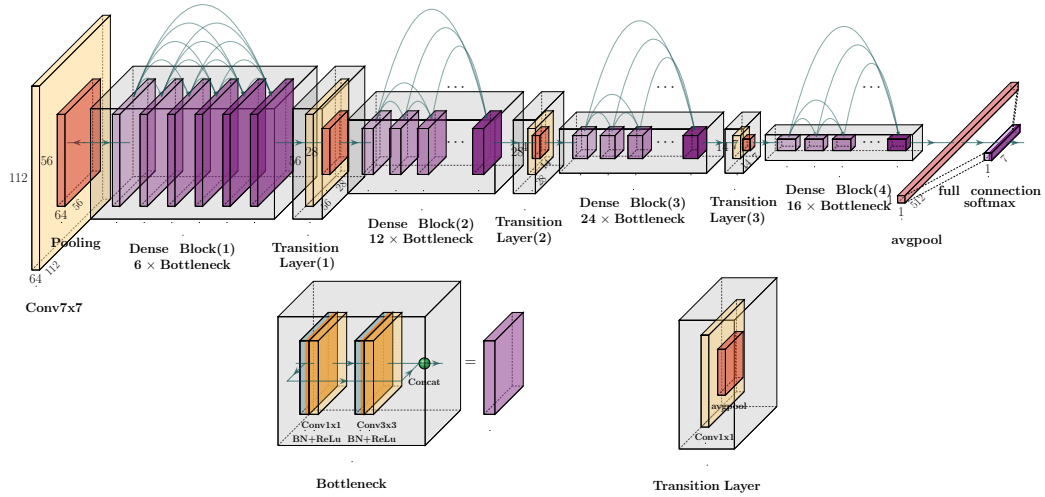 112
56
64
56
Pooling
64
112
Conv7x7
Dense Block(1)
6 × Bottleneck
56
28
28
56
Transition
Layer(1)
...
...
Dense Block(2)
12 × Bottleneck
28
28
Transition
Layer(2)
...
...
Dense Block(3)
24 × Bottleneck
14
7
Transition
Layer(3)
...
...
Dense Block(4)
16 × Bottleneck
1
1
512
avgpool
1
7
full connection
softmax
Concat
Conv1x1
Conv3x3
BN+ReLu
BN+ReLu
=
Bottleneck
avgpool
Conv1x1
Transition Layer